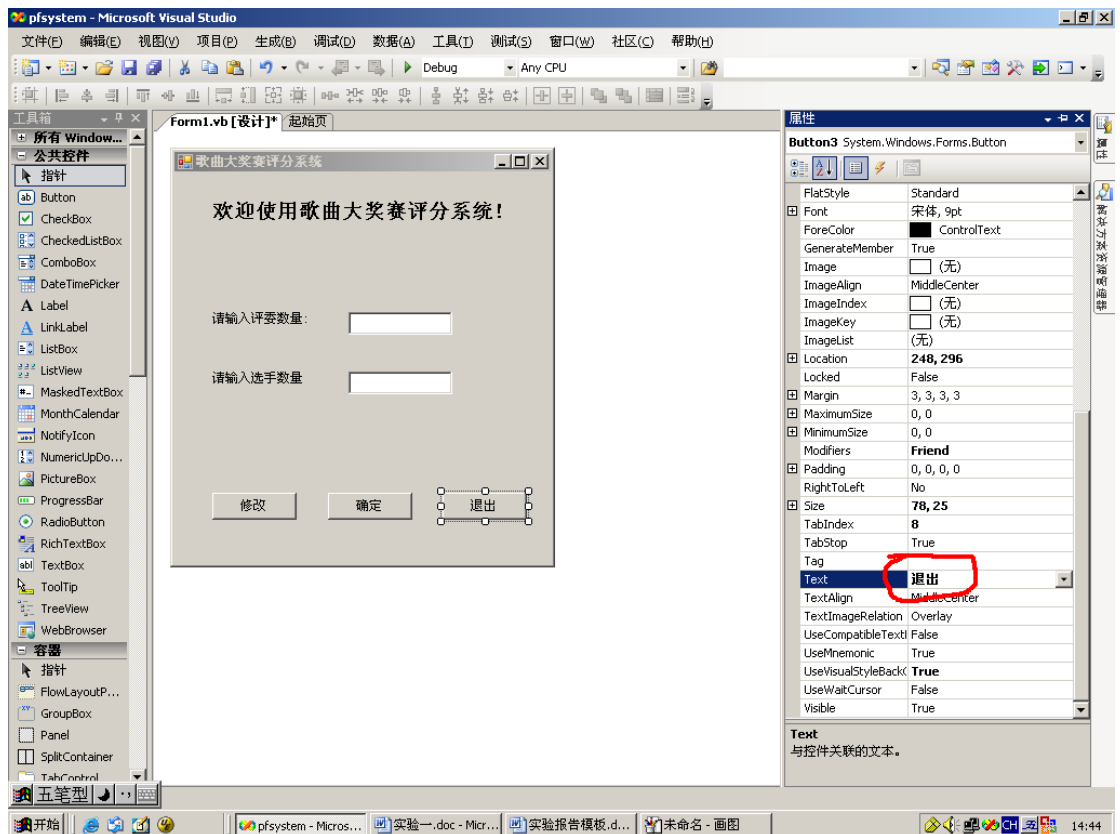 pfsystem - Microsoft Visual Studio
文件(F) 编辑(E) 视图(V) 项目(P) 生成(B) 调试(D) 数据(A) 工具(T) 测试(S) 窗口(W) 社区(C) 帮助(H)
Debug Any CPU
工具箱
所有 Window...
公共控件
指针
Button
CheckBox
CheckedListBox
ComboBox
DateTimePicker
Label
LinkLabel
ListBox
ListView
MaskedTextBox
MonthCalendar
NotifyIcon
NumericUpDo...
PictureBox
ProgressBar
RadioButton
RichTextBox
TextBox
ToolTip
TreeView
WebBrowser
容器
指针
FlowLayoutP...
GroupBox
Panel
SplitContainer
TabControl
Form1.vb [设计]* 起始页
歌曲大奖赛评分系统
欢迎使用歌曲大奖赛评分系统!
请输入评委数量:
请输入选手数量
修改 确定 退出
属性
Button3 System.Windows.Forms.Button
FlatStyle Standard
Font 宋体, 9pt
ForeColor ControlText
GenerateMember True
Image (无)
ImageAlign MiddleCenter
ImageIndex (无)
ImageKey (无)
ImageList (无)
Location 248, 296
Locked False
Margin 3, 3, 3, 3
MaximumSize 0, 0
MinimumSize 0, 0
Modifiers Friend
Padding 0, 0, 0, 0
RightToLeft No
Size 78, 25
TabIndex 8
TabStop True
Tag
Text 退出
TextAlign MiddleCenter
TextImageRelation Overlay
UseCompatibleTextI False
UseMnemonic True
UseVisualStyleBack( True
UseWaitCursor False
Visible True
Text
与控件关联的文本。
属性
解决方案资源管理器
五笔型
开始 pfsystem - Micros... 实验一.doc - Micr... 实验报告模板.d... 未命名 - 画图 CH 14:44